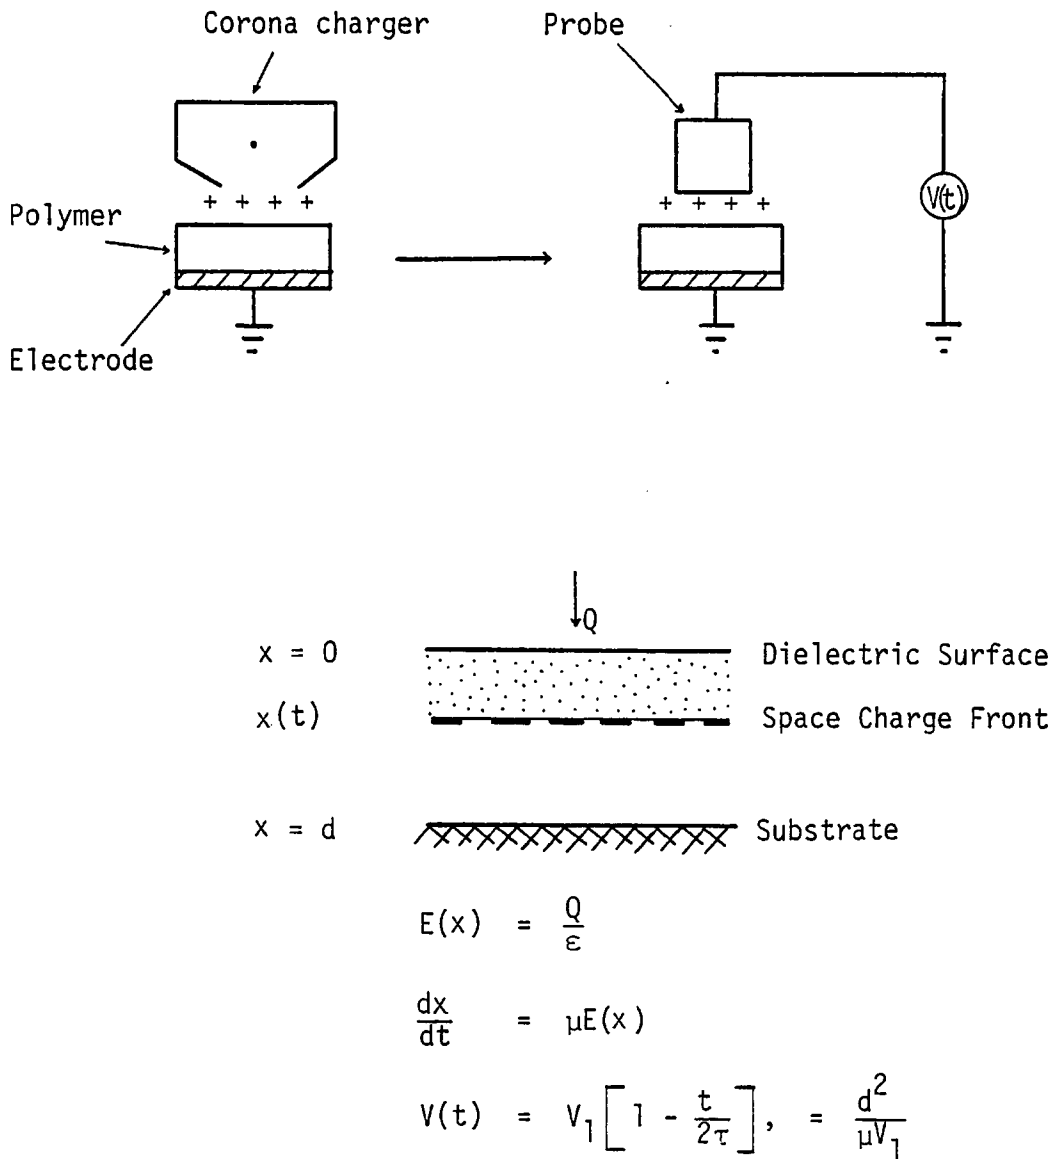 Corona charger
Probe
+ + + +
+ + + +
V(t)
Polymer
Electrode
Q
x = 0
Dielectric Surface
x(t)
Space Charge Front
x = d
Substrate
E(x) = Q/ε
dx/dt = μE(x)
V(t) = V₁[1 - t/2τ], = d²/μV₁